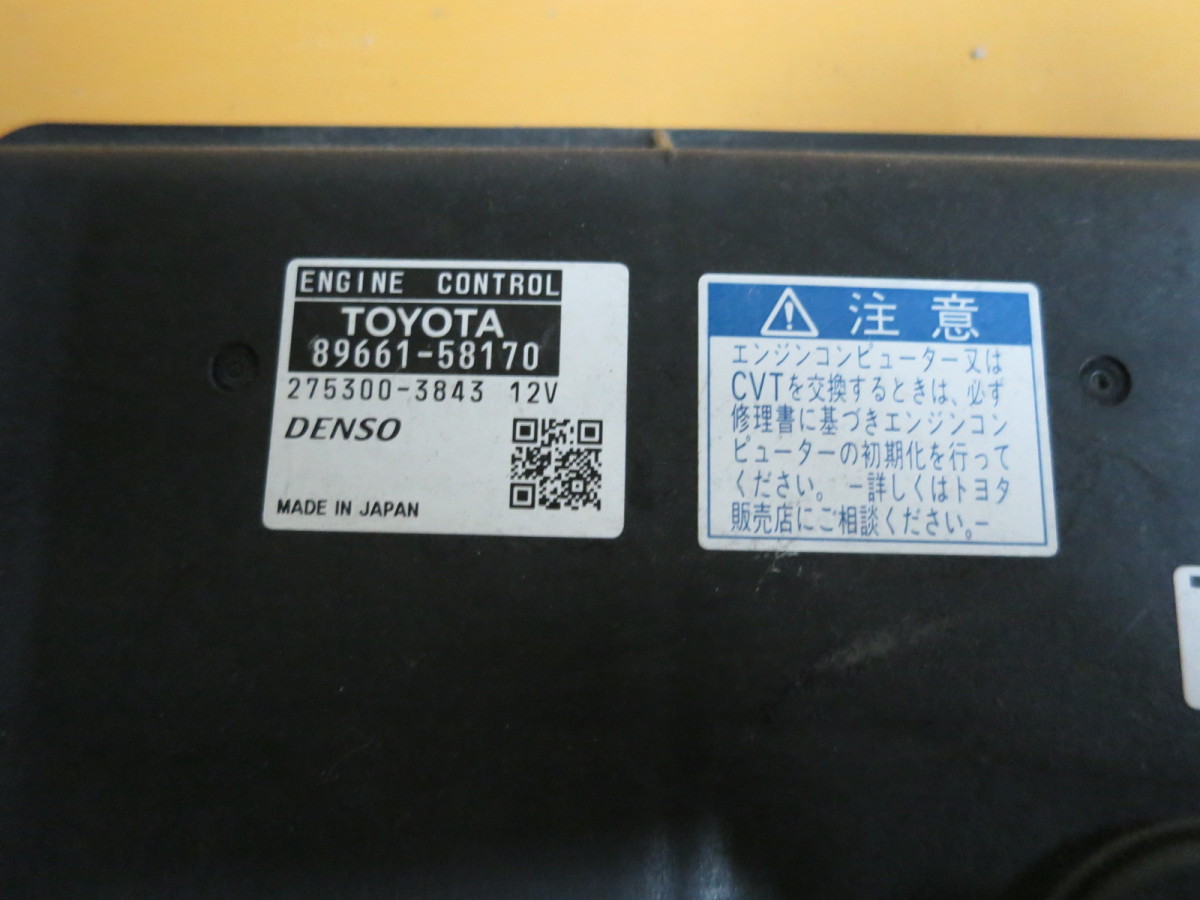 ENGINE CONTROL
TOYOTA
89661-58170
275300-3843 12V
DENSO
MADE IN JAPAN
注意
エンジンコンピューター又は
CVTを交換するときは、必ず
修理書に基づきエンジンコン
ピューターの初期化を行って
ください。 −詳しくはトヨタ
販売店にご相談ください。−